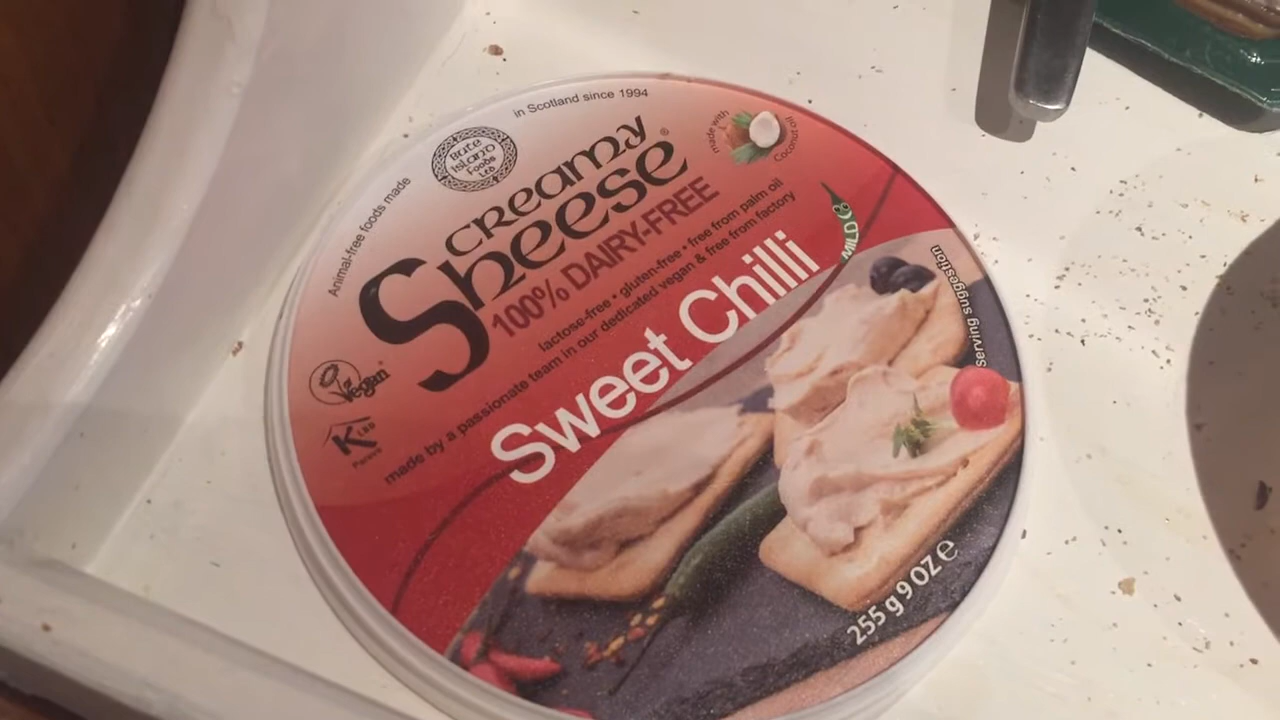 in Scotland since 1994
Animal-free foods made
Bute
Island
Foods
LTD
made with
Coconut oil
CREAMY
Sheese®
100% DAIRY-FREE
lactose-free • gluten-free • free from palm oil
made by a passionate team in our dedicated vegan & free from factory
MILD
Sweet Chilli
serving suggestion
Vegan
K LBD
Pareve
255 g 9 OZ e